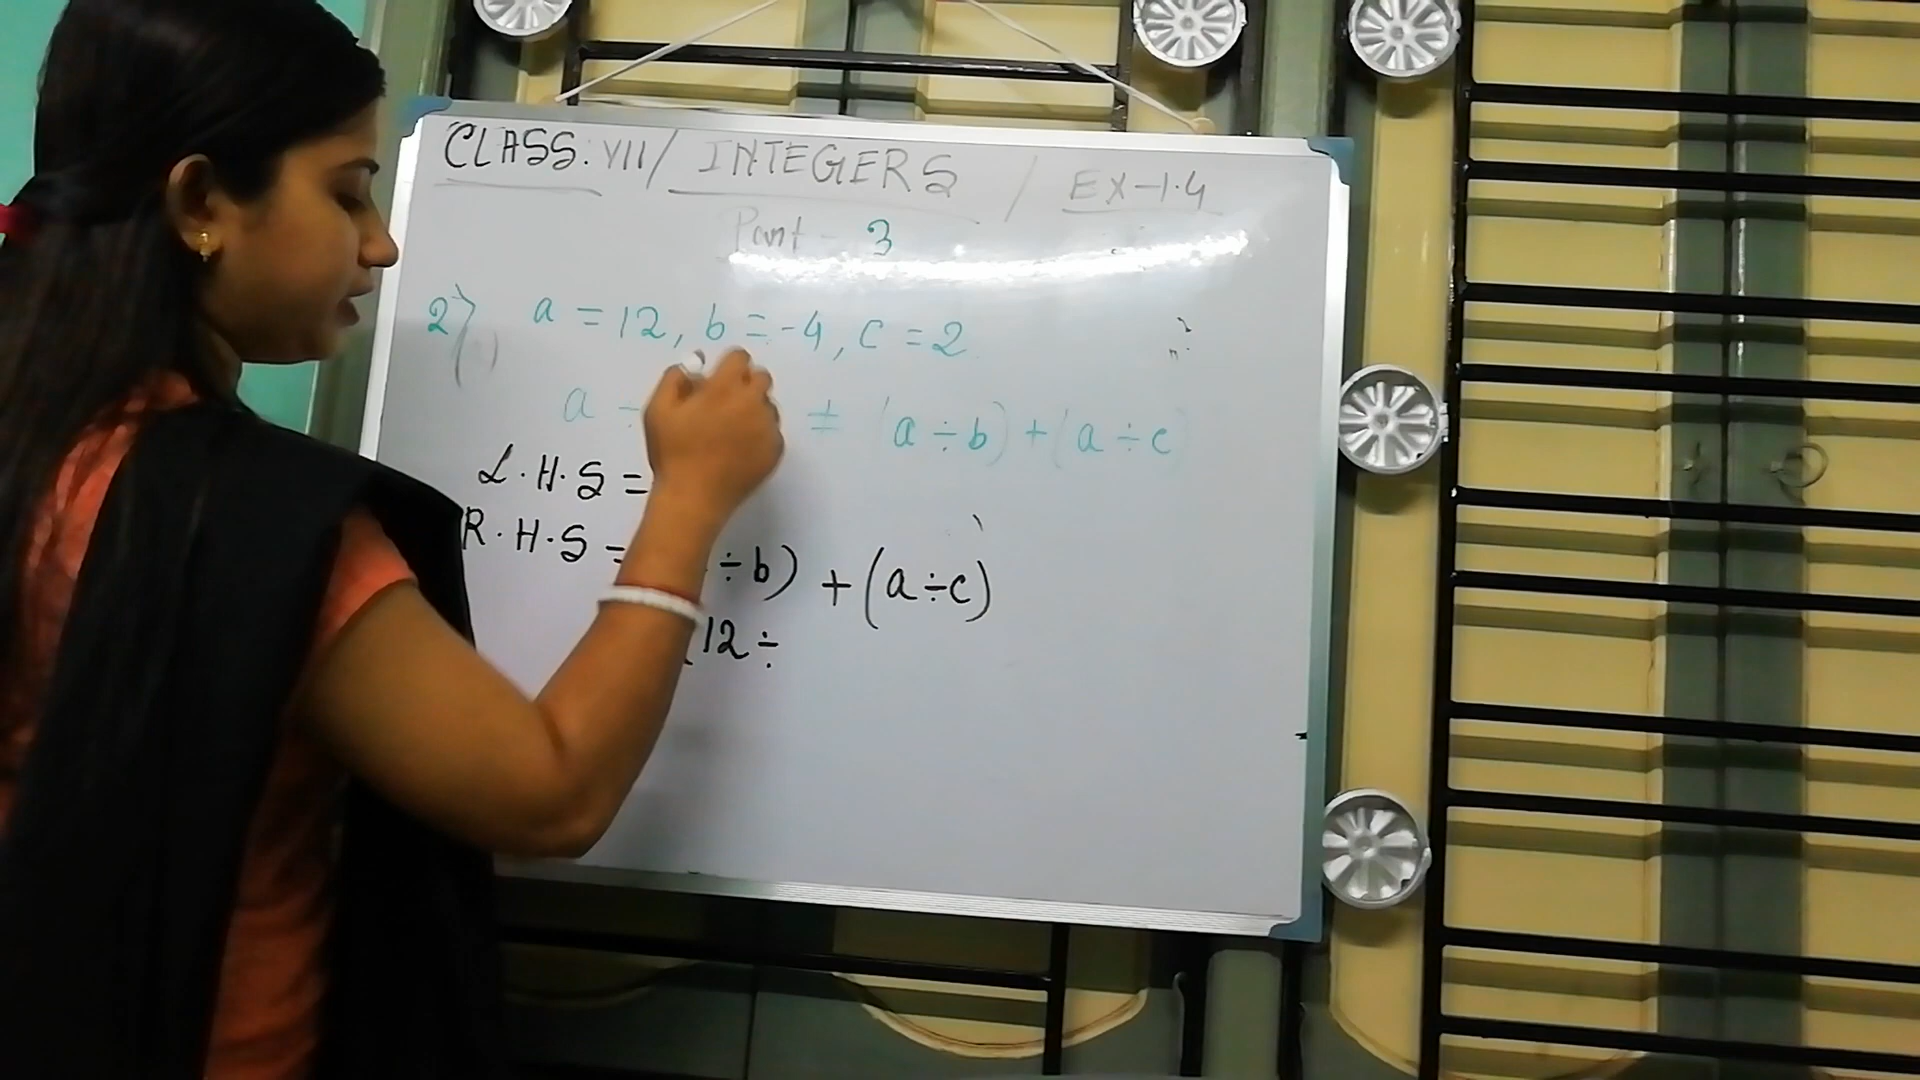 CLASS: VII / INTEGERS / EX-1.4
Part - 3
2) a = 12, b = -4, c = 2
a ÷ ≠ (a ÷ b) + (a ÷ c)
L.H.S =
R.H.S = ÷ b) + (a ÷ c)
(12 ÷